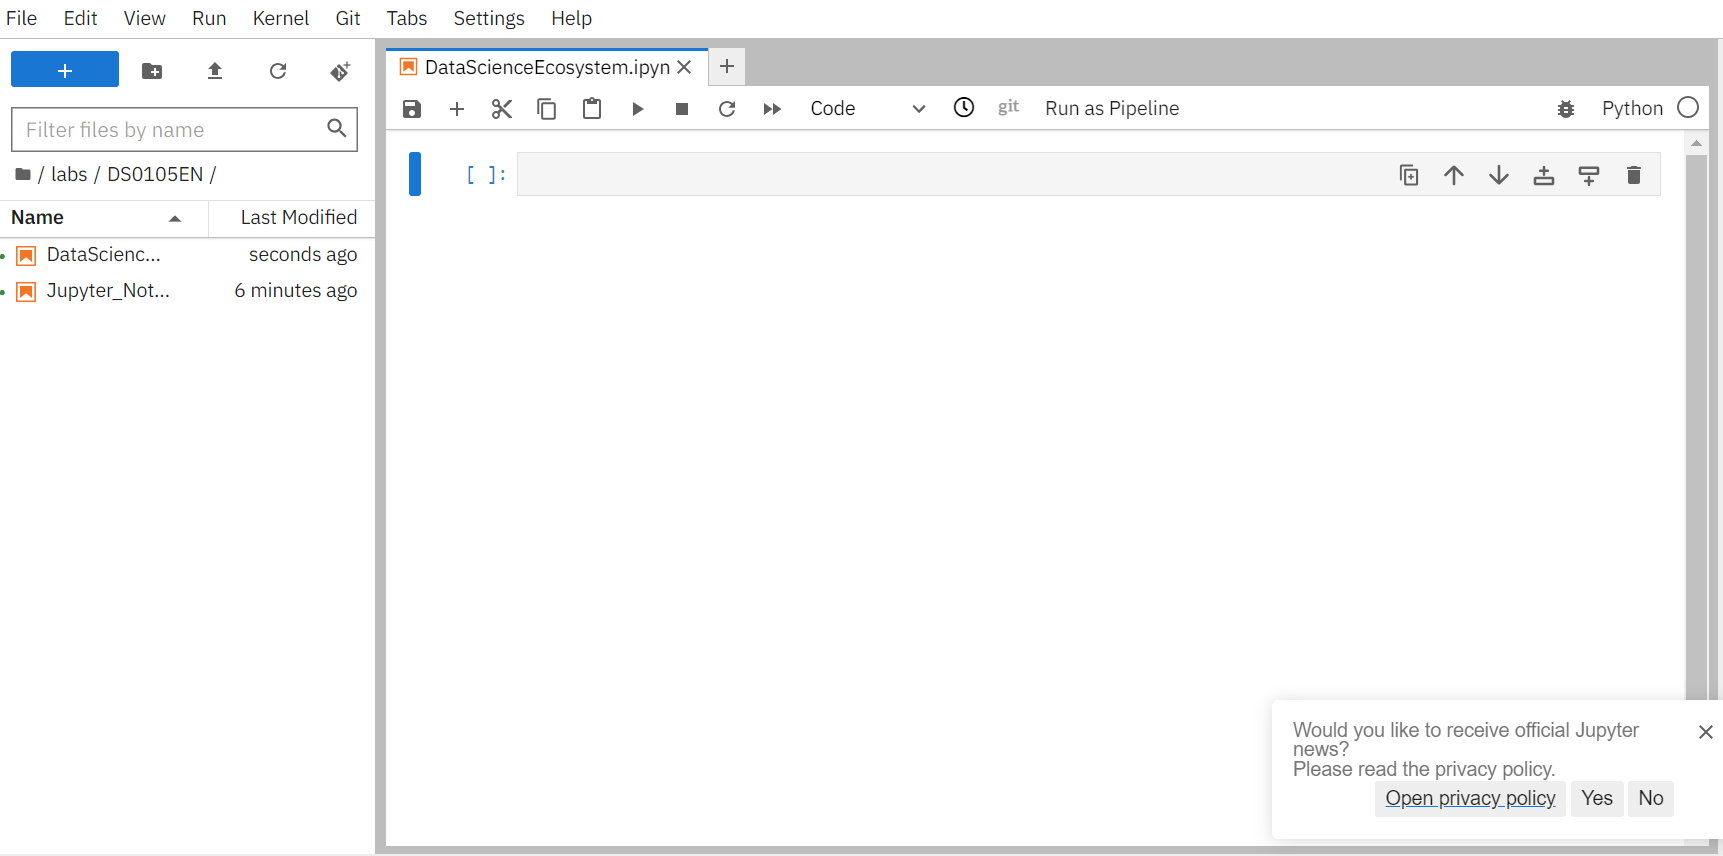 File Edit View Run Kernel Git Tabs Settings Help
DataScienceEcosystem.ipyn
Code
git
Run as Pipeline
Python
Filter files by name
/ labs / DS0105EN /
Name Last Modified
DataScienc... seconds ago
Jupyter_Not... 6 minutes ago
[ ]:
Would you like to receive official Jupyter
news?
Please read the privacy policy.
Open privacy policy Yes No